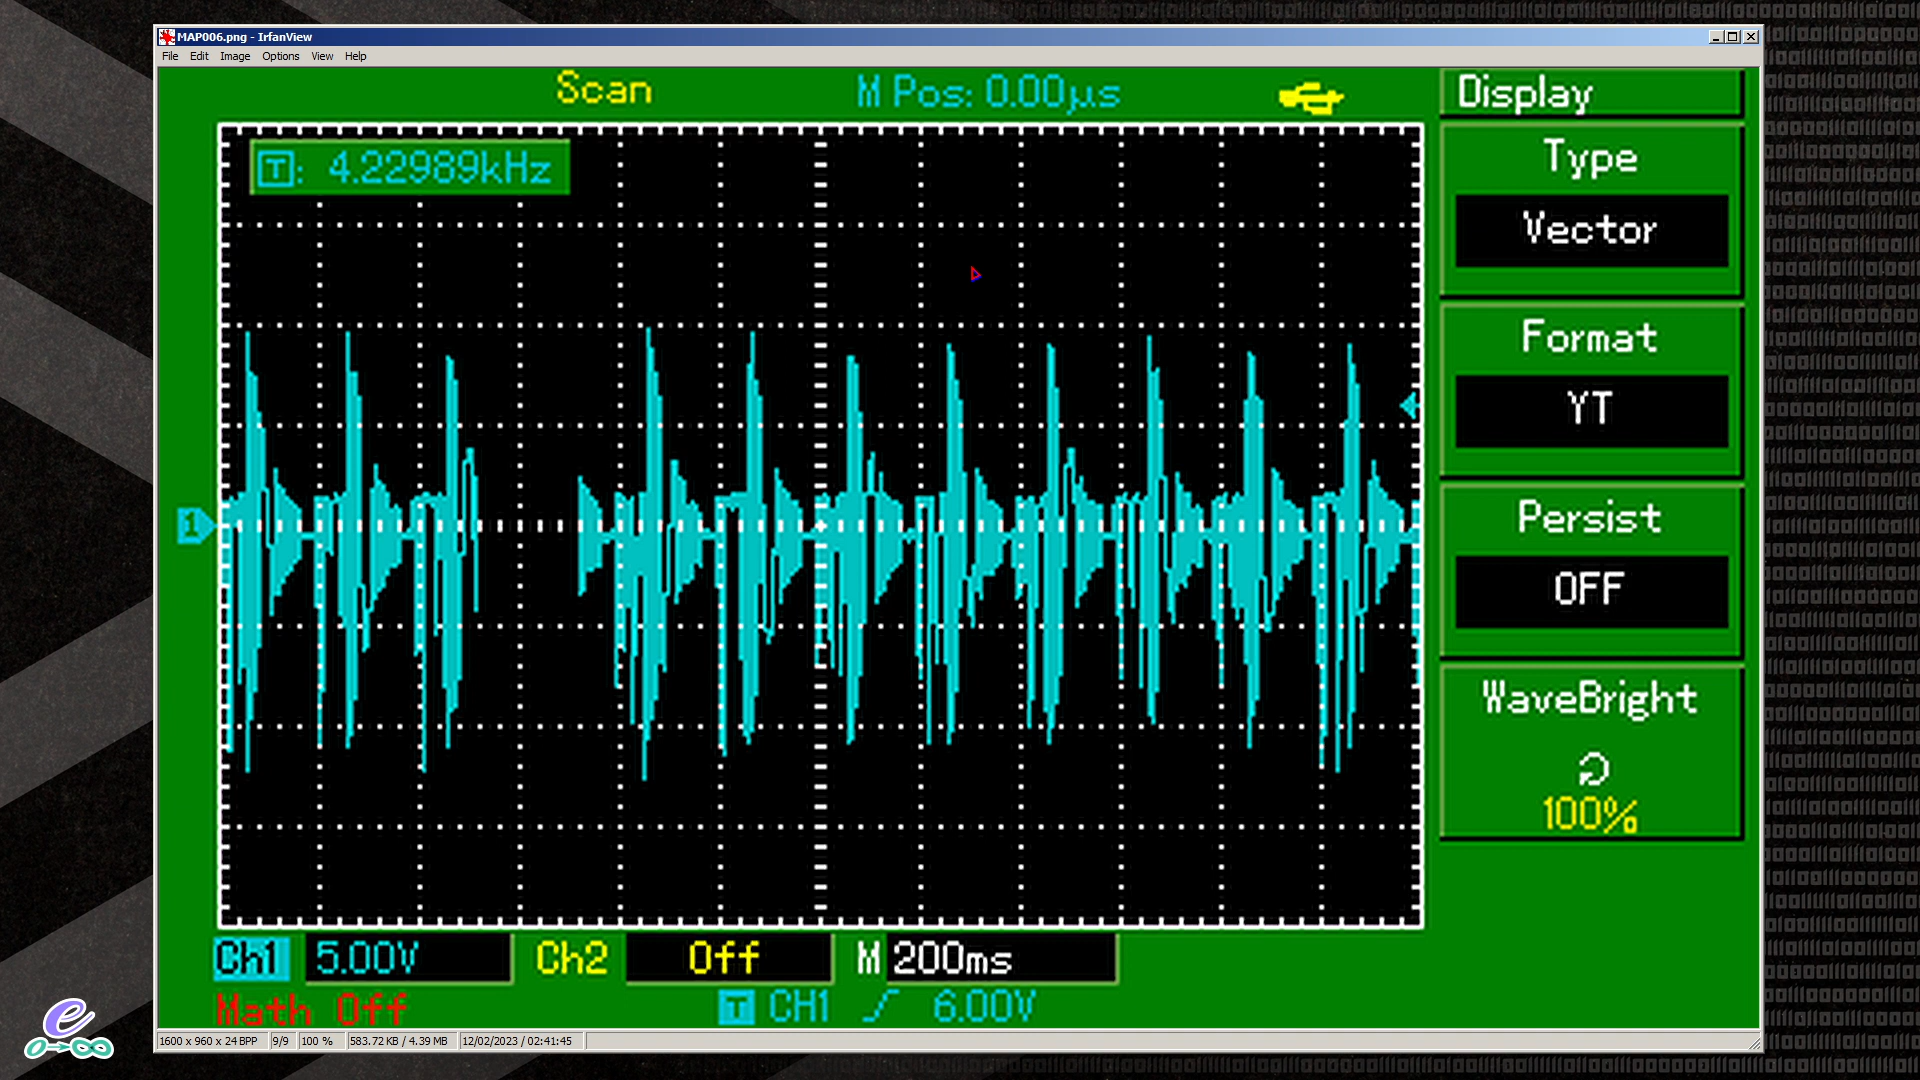 MAP006.png - IrfanView
File Edit Image Options View Help
Scan M Pos: 0.00µs Display
T: 4.22989kHz
Type
Vector
Format
YT
Persist
OFF
WaveBright
100%
1
Ch1 5.00V Ch2 Off M 200ms
Math Off T CH1 6.00V
1600 x 960 x 24 BPP 9/9 100 % 583.72 KB / 4.39 MB 12/02/2023 / 02:41:45